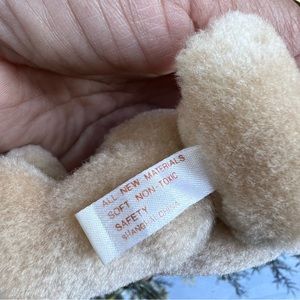 ALL NEW MATERIALS
SOFT NON-TOXIC
SAFETY